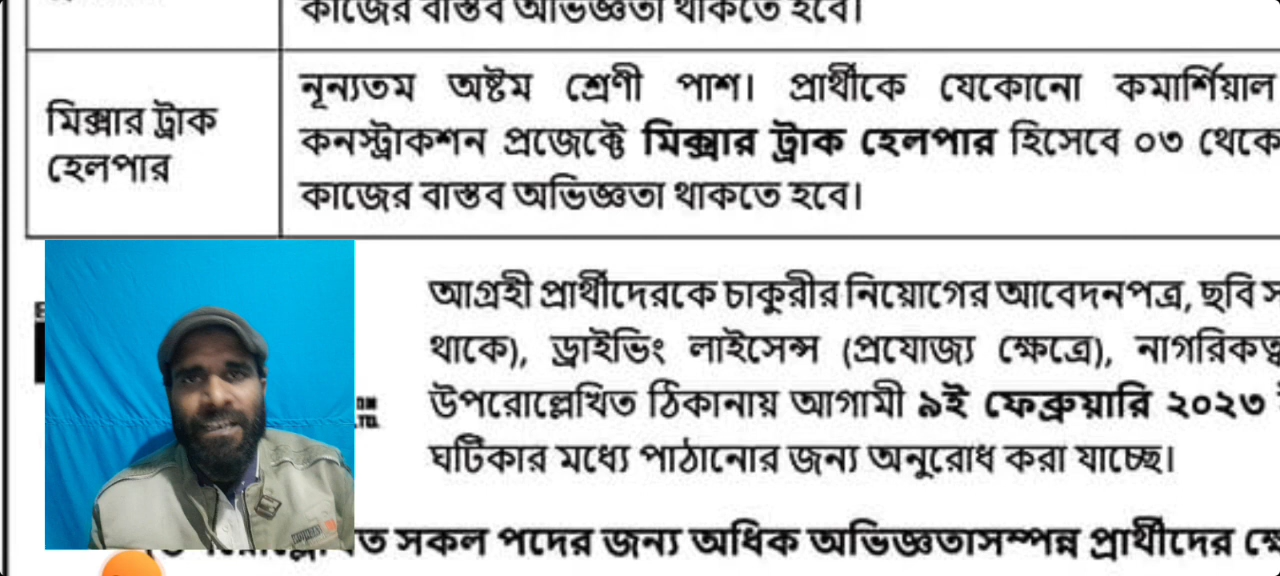 কাজের বাস্তব অভিজ্ঞতা থাকতে হবে।
মিক্সার ট্রাক
হেলপার
নূন্যতম অষ্টম শ্রেণী পাশ। প্রার্থীকে যেকোনো কমার্শিয়াল
কনস্ট্রাকশন প্রজেক্টে মিক্সার ট্রাক হেলপার হিসেবে ০৩ থেকে
কাজের বাস্তব অভিজ্ঞতা থাকতে হবে।
আগ্রহী প্রার্থীদেরকে চাকুরীর নিয়োগের আবেদনপত্র, ছবি
থাকে), ড্রাইভিং লাইসেন্স (প্রযোজ্য ক্ষেত্রে),
উপরোল্লেখিত ঠিকানায় আগামী ৯ই ফেব্রুয়ারি ২০২৩
ঘটিকার মধ্যে পাঠানোর জন্য অনুরোধ করা যাচ্ছে।
সকল পদের জন্য অধিক অভিজ্ঞতাসম্পন্ন প্রার্থীদের